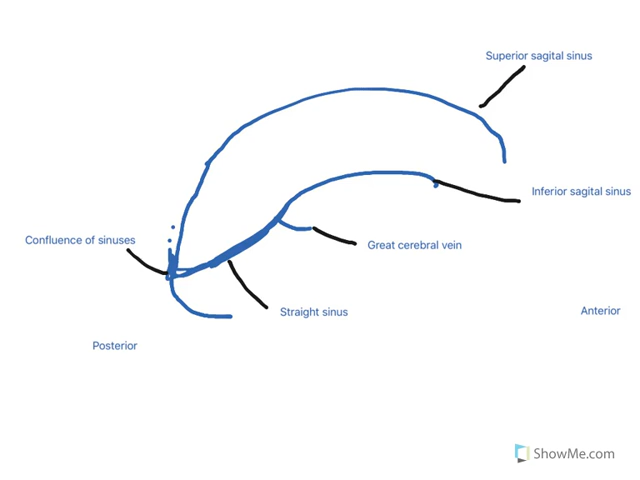 Superior sagital sinus
Inferior sagital sinus
Confluence of sinuses
Great cerebral vein
Straight sinus
Anterior
Posterior
ShowMe.com